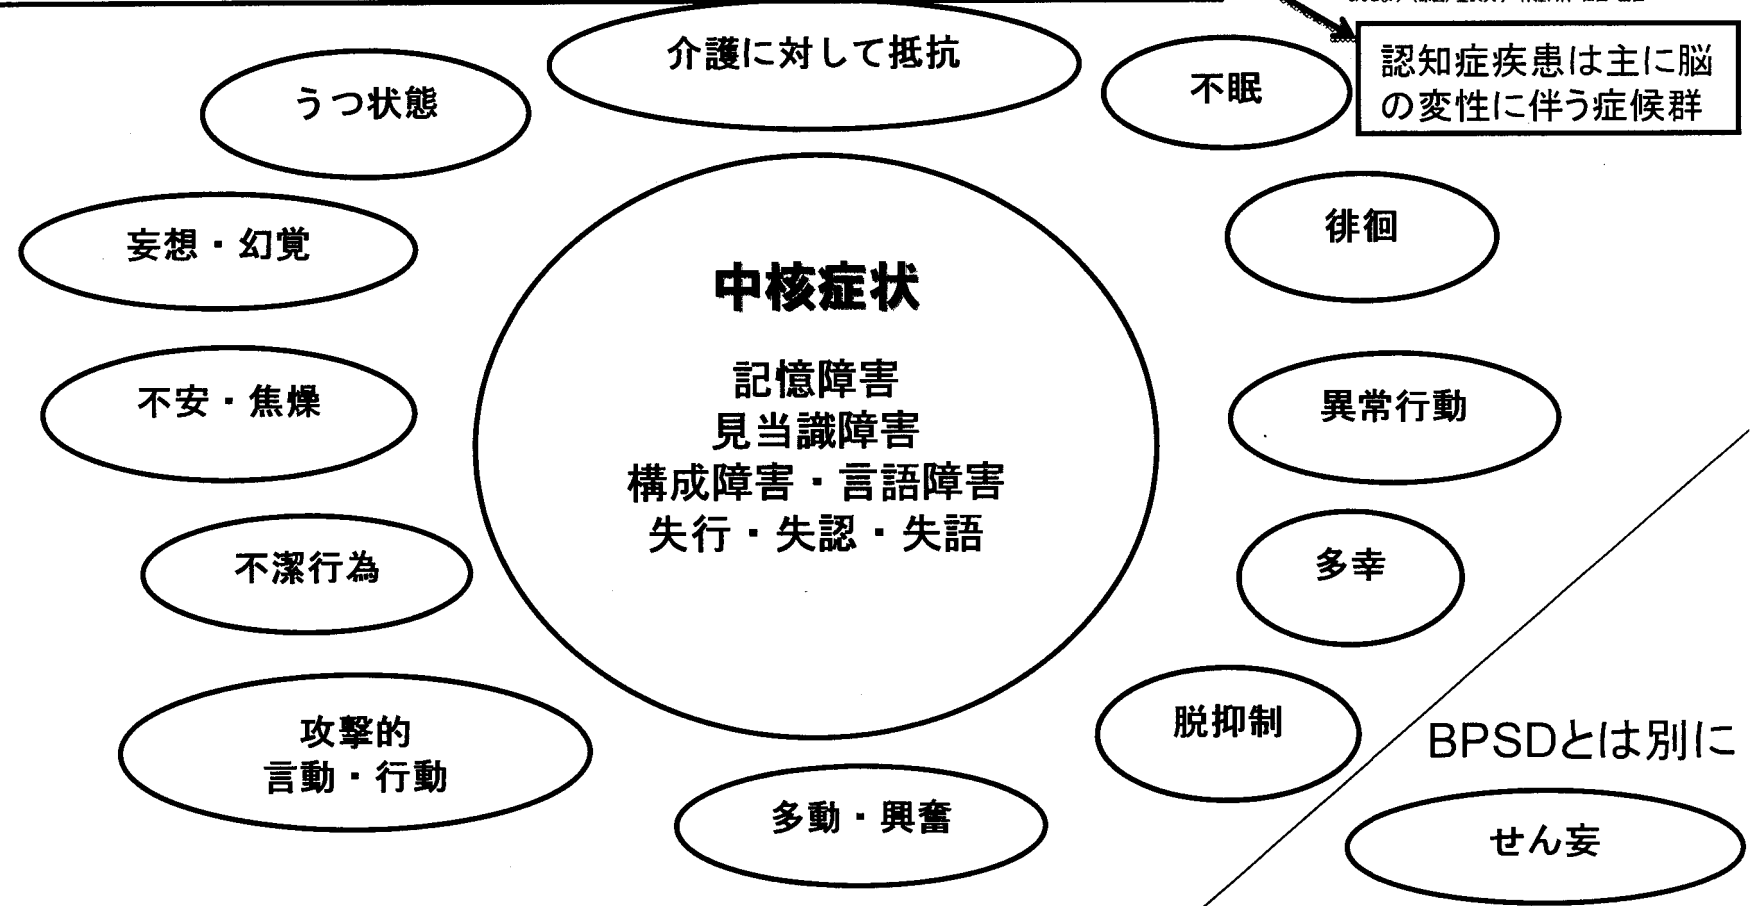 介護に対して抵抗
うつ状態
不眠
認知症疾患は主に脳
の変性に伴う症候群
妄想・幻覚
徘徊
中核症状
記憶障害
見当識障害
構成障害・言語障害
失行・失認・失語
不安・焦燥
異常行動
不潔行為
多幸
攻撃的
言動・行動
脱抑制
BPSDとは別に
多動・興奮
せん妄